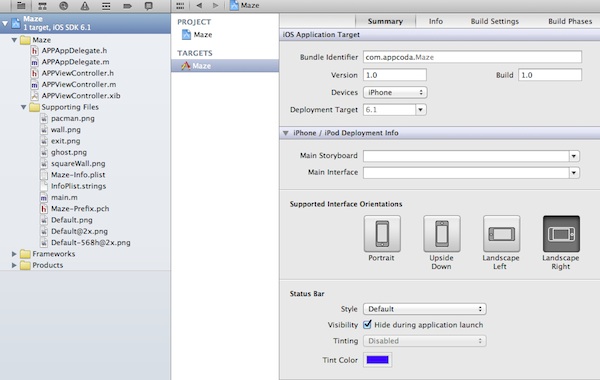 Maze
Maze
1 target, iOS SDK 6.1
Maze
APPAppDelegate.h
APPAppDelegate.m
APPViewController.h
APPViewController.m
APPViewController.xib
Supporting Files
pacman.png
wall.png
exit.png
ghost.png
squareWall.png
Maze-Info.plist
InfoPlist.strings
main.m
Maze-Prefix.pch
Default.png
Default@2x.png
Default-568h@2x.png
Frameworks
Products
PROJECT
Maze
TARGETS
Maze
Summary Info Build Settings Build Phases
iOS Application Target
Bundle Identifier com.appcoda.Maze
Version 1.0 Build 1.0
Devices iPhone
Deployment Target 6.1
iPhone / iPod Deployment Info
Main Storyboard
Main Interface
Supported Interface Orientations
Portrait
Upside
Down
Landscape
Left
Landscape
Right
Status Bar
Style Default
Visibility Hide during application launch
Tinting Disabled
Tint Color